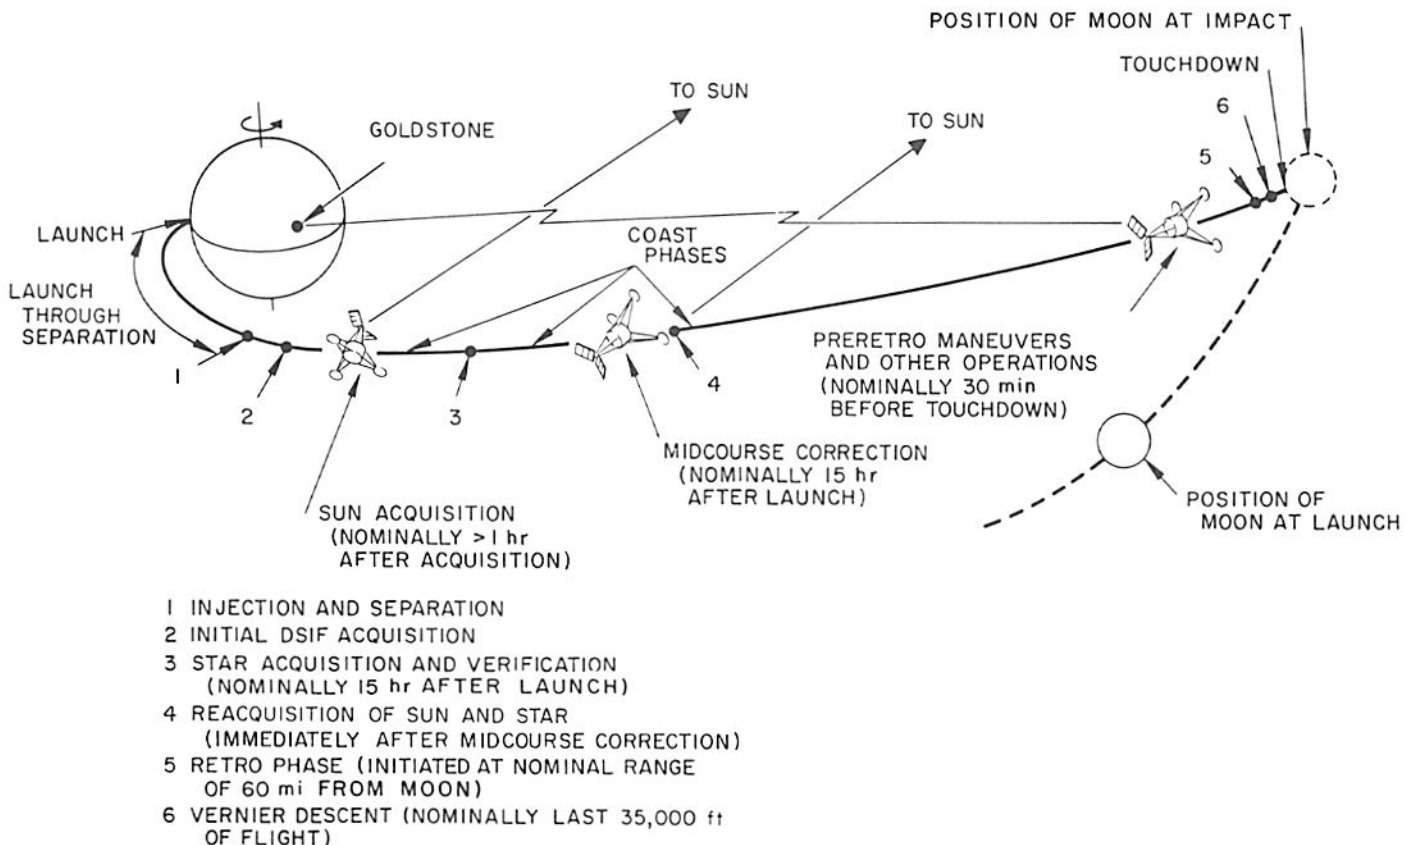 POSITION OF MOON AT IMPACT
TOUCHDOWN
6
5
TO SUN
TO SUN
GOLDSTONE
LAUNCH
COAST
PHASES
LAUNCH
THROUGH
SEPARATION
1
2
3
4
PRERETRO MANEUVERS
AND OTHER OPERATIONS
(NOMINALLY 30 min
BEFORE TOUCHDOWN)
MIDCOURSE CORRECTION
(NOMINALLY 15 hr
AFTER LAUNCH)
POSITION OF
MOON AT LAUNCH
SUN ACQUISITION
(NOMINALLY >1 hr
AFTER ACQUISITION)
1 INJECTION AND SEPARATION
2 INITIAL DSIF ACQUISITION
3 STAR ACQUISITION AND VERIFICATION
(NOMINALLY 15 hr AFTER LAUNCH)
4 REACQUISITION OF SUN AND STAR
(IMMEDIATELY AFTER MIDCOURSE CORRECTION)
5 RETRO PHASE (INITIATED AT NOMINAL RANGE
OF 60 mi FROM MOON)
6 VERNIER DESCENT (NOMINALLY LAST 35,000 ft
OF FLIGHT)